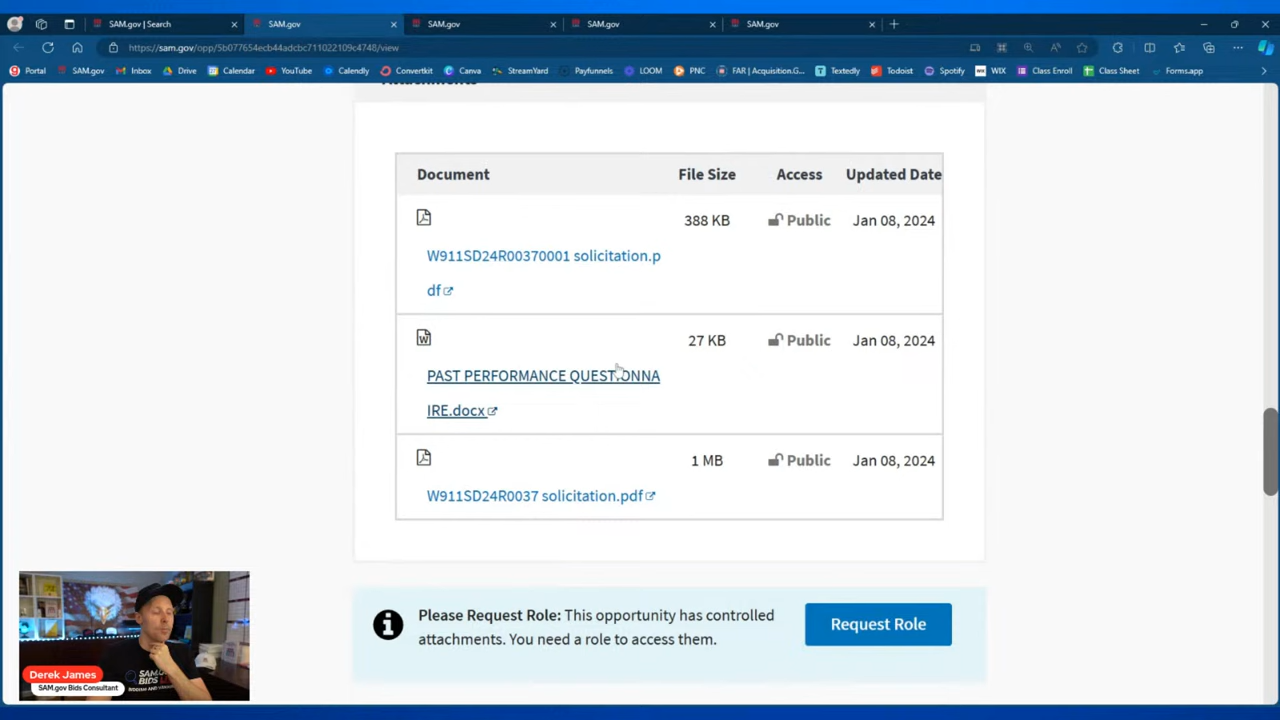 SAM.gov | Search
SAM.gov
SAM.gov
SAM.gov
SAM.gov
https://sam.gov/opp/5b077654ecb44adcbc711022109c4748/view
Portal
SAM.gov
Inbox
Drive
Calendar
YouTube
Calendly
Convertkit
Canva
StreamYard
Payfunnels
LOOM
PNC
FAR | Acquisition.G...
Textedly
Todoist
Spotify
WIX
Class Enroll
Class Sheet
Forms.app
Attachments
Document File Size Access Updated Date
388 KB Public Jan 08, 2024
W911SD24R00370001 solicitation.p
df
27 KB Public Jan 08, 2024
PAST PERFORMANCE QUESTIONNA
IRE.docx
1 MB Public Jan 08, 2024
W911SD24R0037 solicitation.pdf
Please Request Role: This opportunity has controlled
attachments. You need a role to access them.
Request Role
Derek James
SAM.gov Bids Consultant